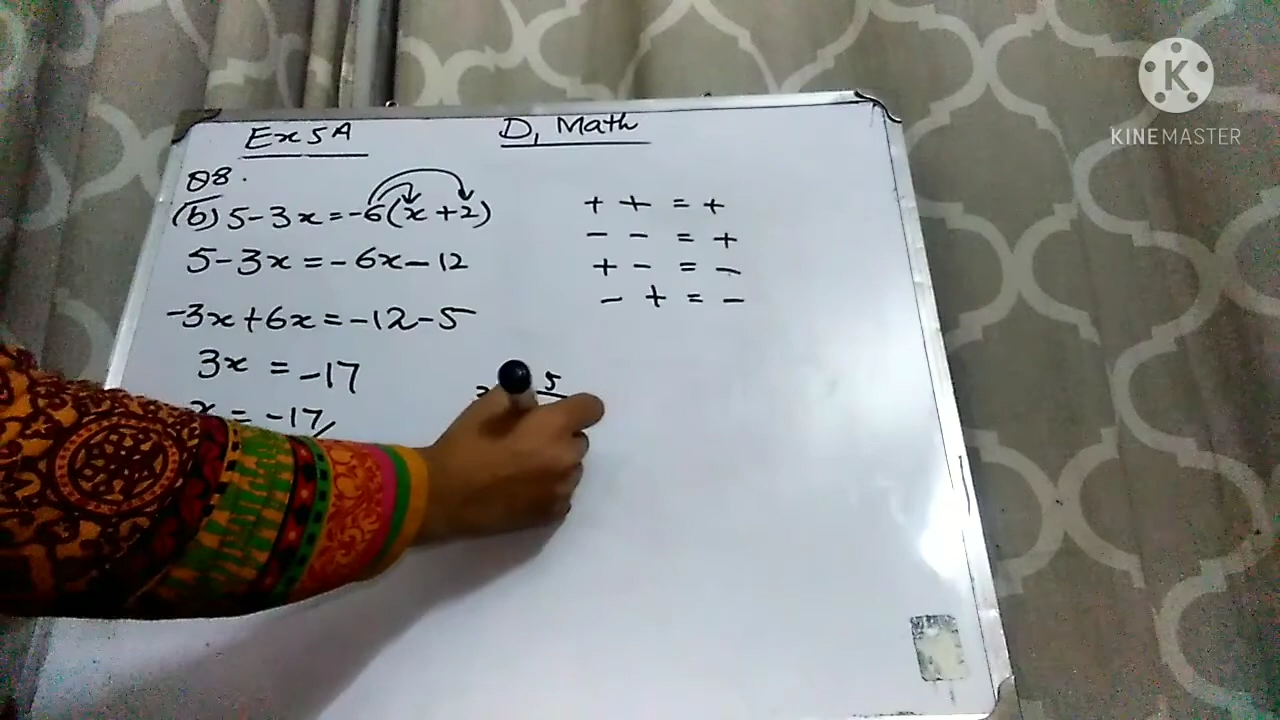 Ex 5A
D, Math
Q8.
(b) 5-3x=-6(x+2)
5-3x=-6x-12
-3x+6x=-12-5
3x = -17
x = -17/
+ + = +
- - = +
+ - = -
- + = -
5
K
KINEMASTER